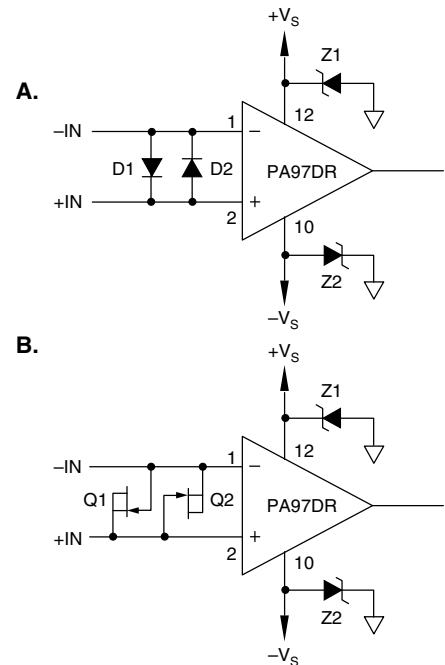 A.
+VS
Z1
12
–IN
1
–
D1
D2
PA97DR
+IN
2
+
10
Z2
–VS
B.
+VS
Z1
12
–IN
1
–
Q1
Q2
PA97DR
+IN
2
+
10
Z2
–VS